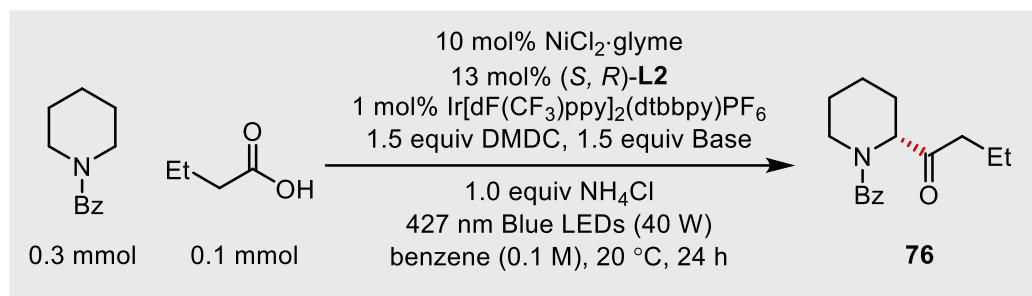 10 mol% NiCl2·glyme
13 mol% (S, R)-L2
1 mol% Ir[dF(CF3)ppy]2(dtbbpy)PF6
1.5 equiv DMDC, 1.5 equiv Base
1.0 equiv NH4Cl
427 nm Blue LEDs (40 W)
benzene (0.1 M), 20 °C, 24 h
N
Bz
0.3 mmol
Et
O
OH
0.1 mmol
N
Bz
O
Et
76